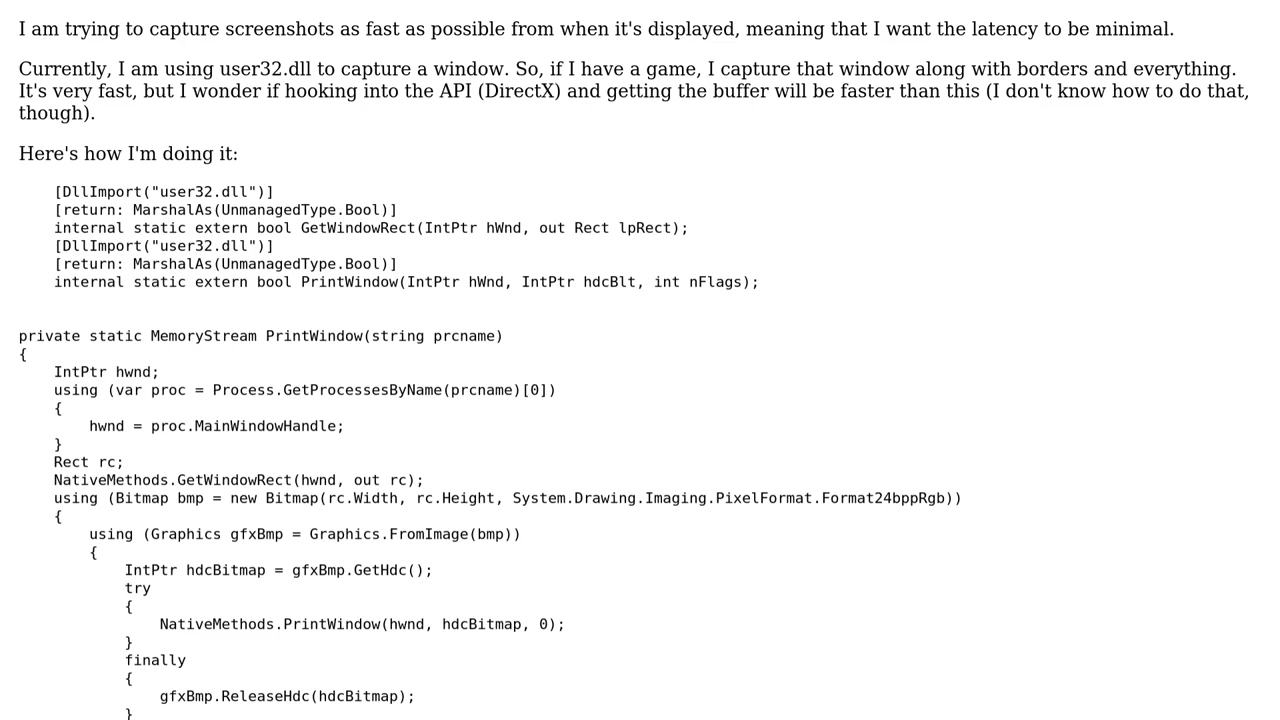 I am trying to capture screenshots as fast as possible from when it's displayed, meaning that I want the latency to be minimal.
Currently, I am using user32.dll to capture a window. So, if I have a game, I capture that window along with borders and everything.
It's very fast, but I wonder if hooking into the API (DirectX) and getting the buffer will be faster than this (I don't know how to do that,
though).
Here's how I'm doing it:
[DllImport("user32.dll")]
[return: MarshalAs(UnmanagedType.Bool)]
internal static extern bool GetWindowRect(IntPtr hWnd, out Rect lpRect);
[DllImport("user32.dll")]
[return: MarshalAs(UnmanagedType.Bool)]
internal static extern bool PrintWindow(IntPtr hWnd, IntPtr hdcBlt, int nFlags);
private static MemoryStream PrintWindow(string prcname)
{
IntPtr hwnd;
using (var proc = Process.GetProcessesByName(prcname)[0])
{
hwnd = proc.MainWindowHandle;
}
Rect rc;
NativeMethods.GetWindowRect(hwnd, out rc);
using (Bitmap bmp = new Bitmap(rc.Width, rc.Height, System.Drawing.Imaging.PixelFormat.Format24bppRgb))
{
using (Graphics gfxBmp = Graphics.FromImage(bmp))
{
IntPtr hdcBitmap = gfxBmp.GetHdc();
try
{
NativeMethods.PrintWindow(hwnd, hdcBitmap, 0);
}
finally
{
gfxBmp.ReleaseHdc(hdcBitmap);
}